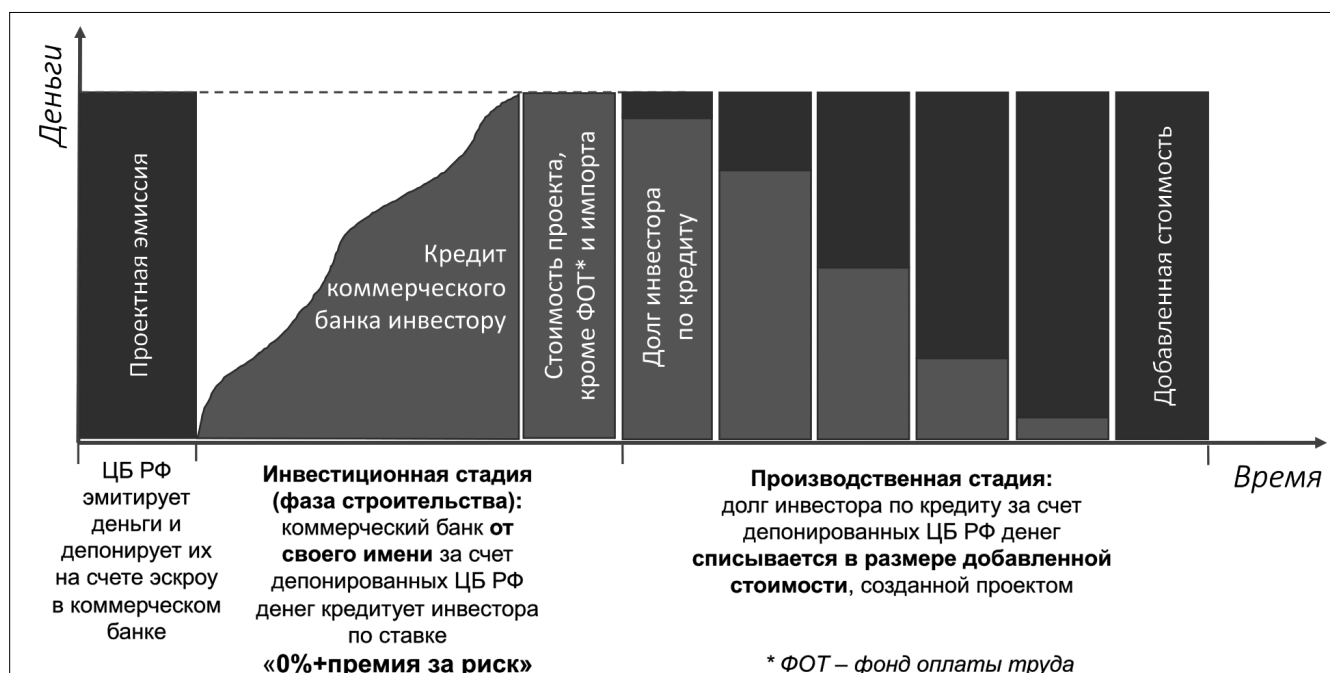 Деньги
Проектная эмиссия
Кредит
коммерческого
банка инвестору
Стоимость проекта,
кроме ФОТ* и импорта
Долг инвестора
по кредиту
Добавленная стоимость
Время
ЦБ РФ
эмитирует
деньги и
депонирует их
на счете эскроу
в коммерческом
банке
Инвестиционная стадия
(фаза строительства):
коммерческий банк от
своего имени за счет
депонированных ЦБ РФ
денег кредитует инвестора
по ставке
«0%+премия за риск»
Производственная стадия:
долг инвестора по кредиту за счет
депонированных ЦБ РФ денег
списывается в размере добавленной
стоимости, созданной проектом
* ФОТ – фонд оплаты труда